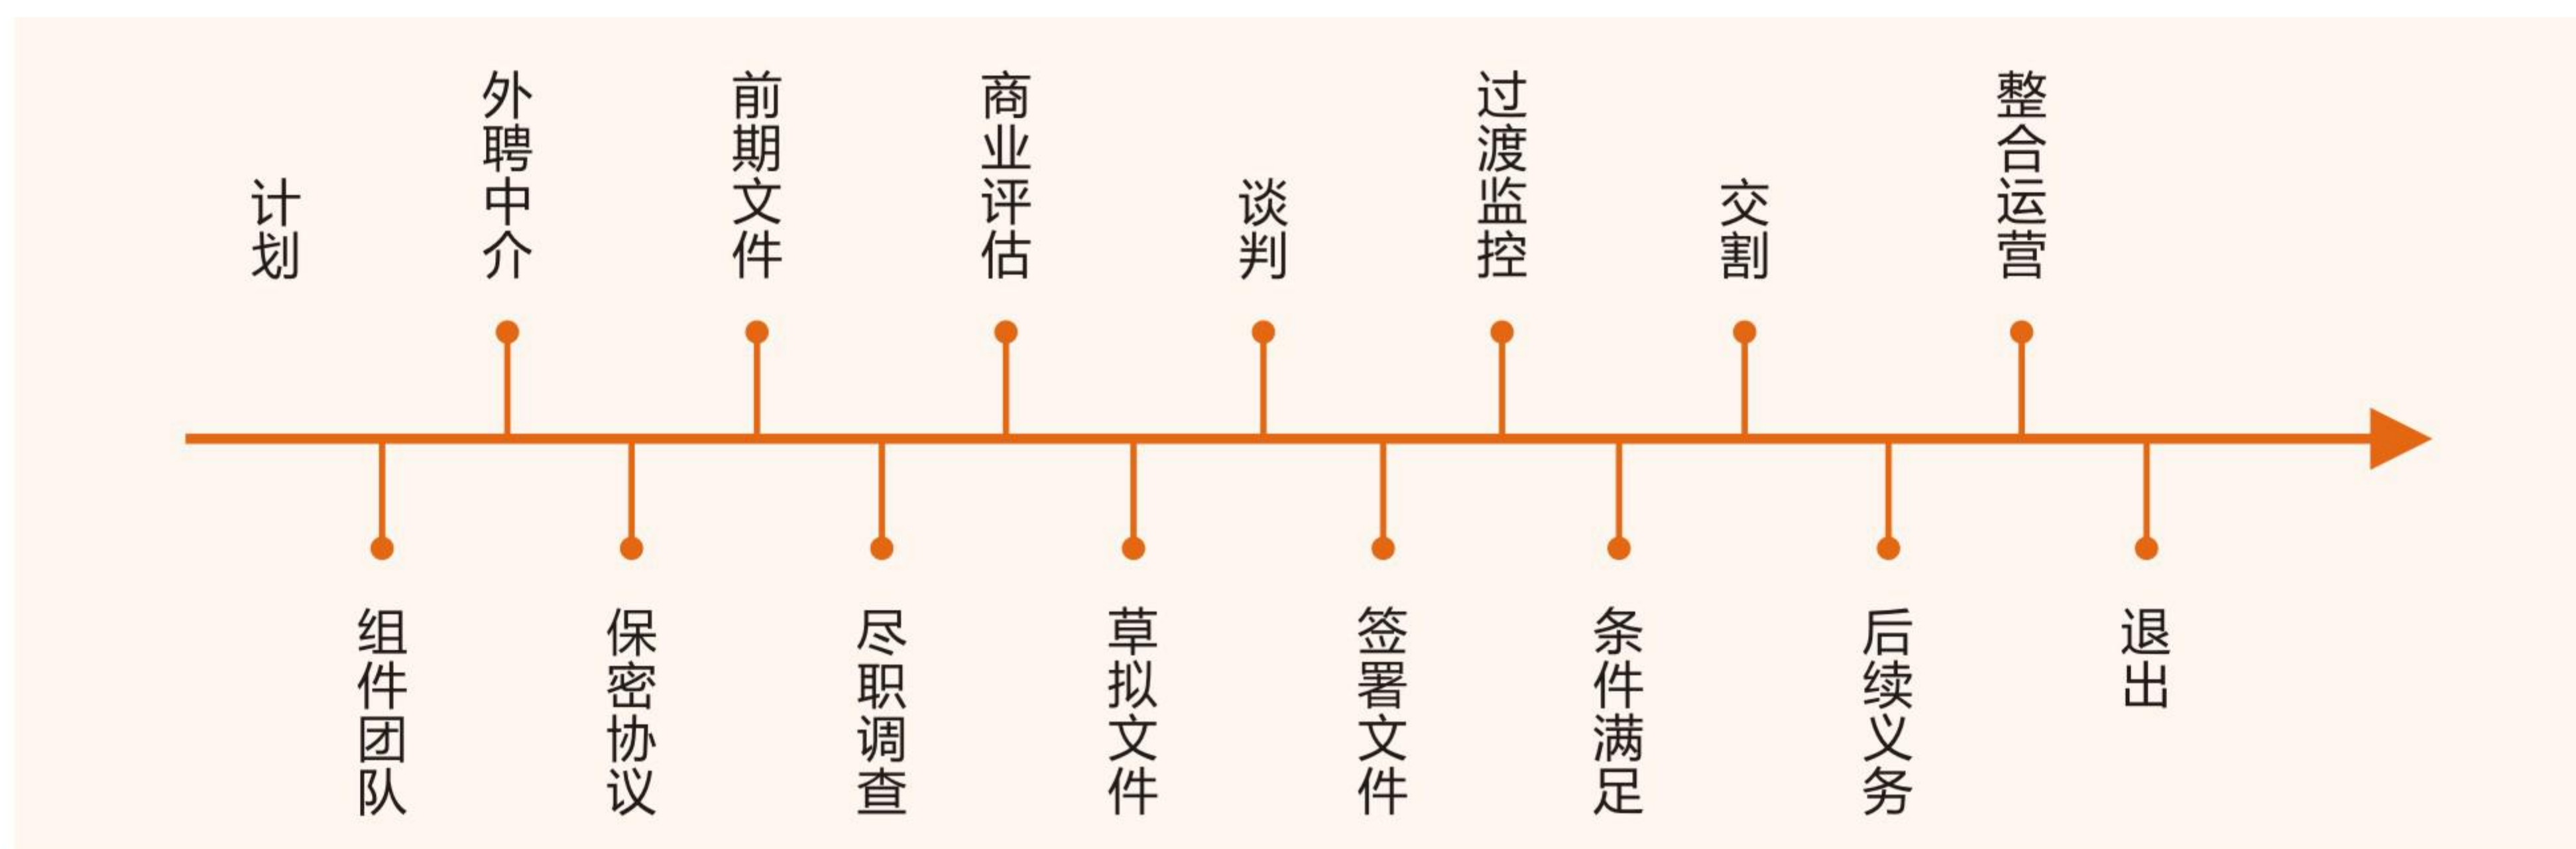 计划
外聘中介
前期文件
商业评估
谈判
过渡监控
交割
整合运营
组件团队
保密协议
尽职调查
草拟文件
签署文件
条件满足
后续义务
退出